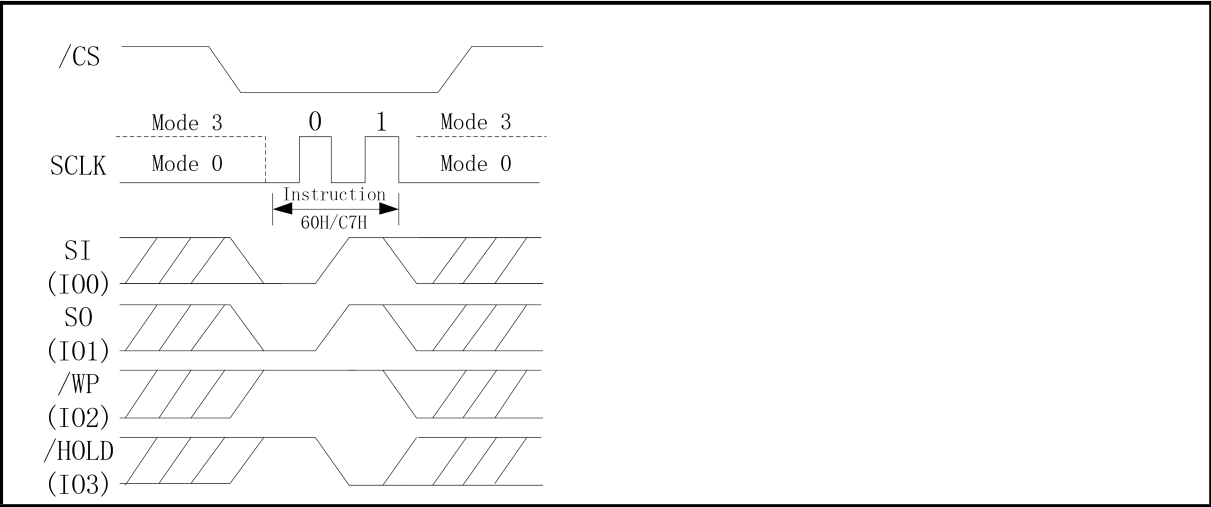 /CS
Mode 3 0 1 Mode 3
SCLK Mode 0 Mode 0
Instruction
60H/C7H
SI
(IO0)
SO
(IO1)
/WP
(IO2)
/HOLD
(IO3)